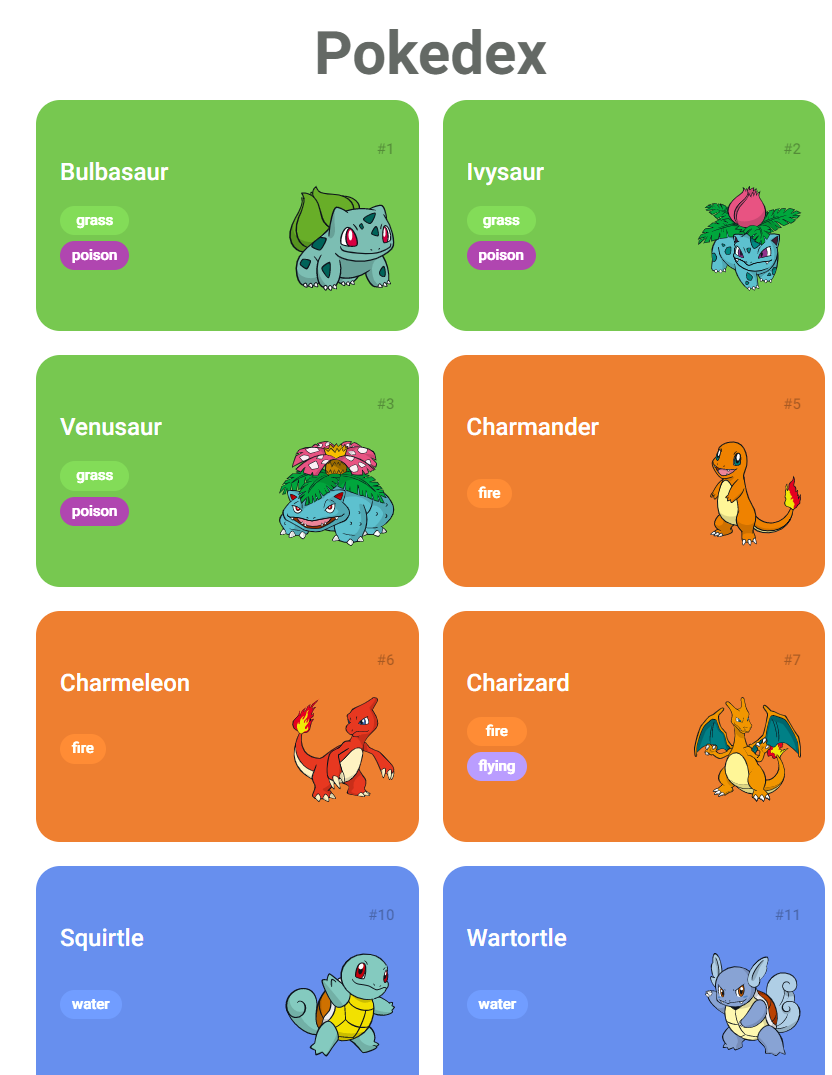 Pokedex
#1
Bulbasaur
grass
poison
#2
Ivysaur
grass
poison
#3
Venusaur
grass
poison
#5
Charmander
fire
#6
Charmeleon
fire
#7
Charizard
fire
flying
#10
Squirtle
water
#11
Wartortle
water